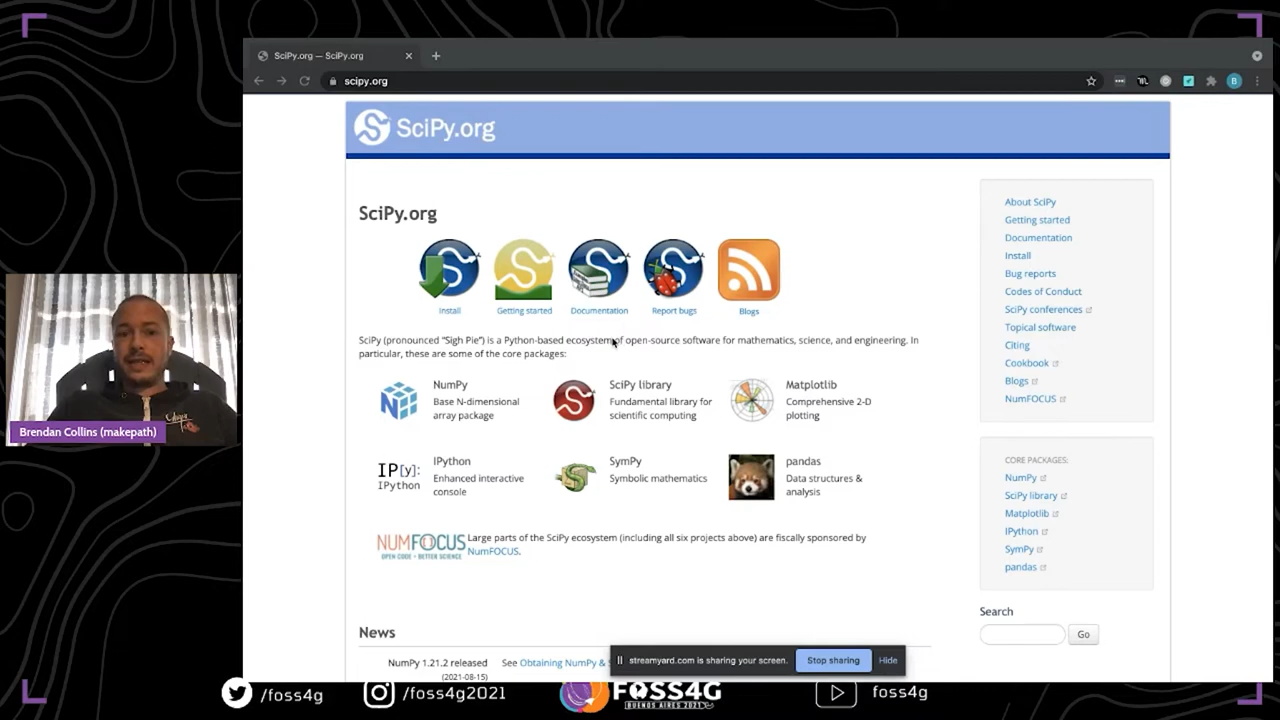 SciPy.org — SciPy.org
scipy.org
B
SciPy.org
SciPy.org
Install
Getting started
Documentation
Report bugs
Blogs
SciPy (pronounced “Sigh Pie”) is a Python-based ecosystem of open-source software for mathematics, science, and engineering. In
particular, these are some of the core packages:
NumPy
Base N-dimensional
array package
SciPy library
Fundamental library for
scientific computing
Matplotlib
Comprehensive 2-D
plotting
IP[y]:
IPython
IPython
Enhanced interactive
console
SymPy
Symbolic mathematics
pandas
Data structures &
analysis
NUMFOCUS
OPEN CODE = BETTER SCIENCE
Large parts of the SciPy ecosystem (including all six projects above) are fiscally sponsored by
NumFOCUS.
News
NumPy 1.21.2 released
(2021-08-15)
See Obtaining NumPy &
About SciPy
Getting started
Documentation
Install
Bug reports
Codes of Conduct
SciPy conferences
Topical software
Citing
Cookbook
Blogs
NumFOCUS
CORE PACKAGES:
NumPy
SciPy library
Matplotlib
IPython
SymPy
pandas
Search
Go
streamyard.com is sharing your screen.
Stop sharing
Hide
Brendan Collins (makepath)
/foss4g
/foss4g2021
FOSS4G
BUENOS AIRES 2021
foss4g